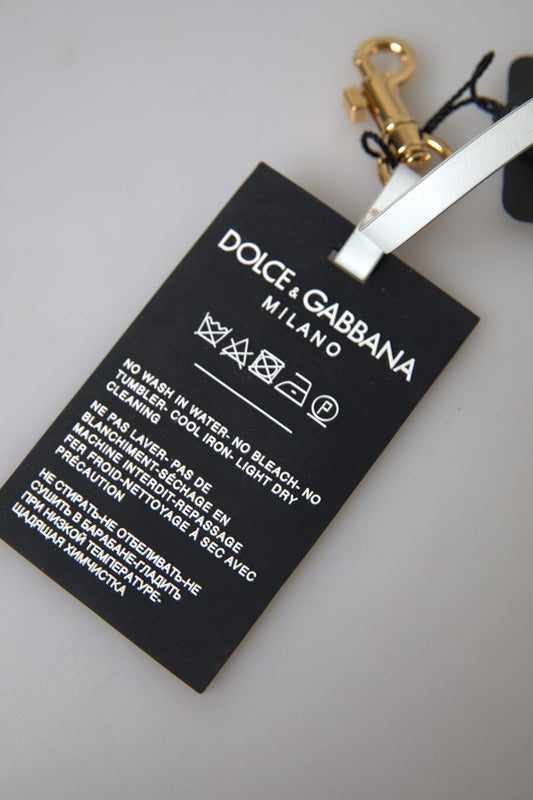 DOLCE & GABBANA
MILANO
P
NO WASH IN WATER- NO BLEACH- NO
TUMBLER- COOL IRON- LIGHT DRY
CLEANING
NE PAS LAVER- PAS DE
BLANCHIMENT-SÉCHAGE EN
MACHINE INTERDIT-REPASSAGE
FER FROID-NETTOYAGE À SEC AVEC
PRÉCAUTION
НЕ СТИРАТЬ-НЕ ОТБЕЛИВАТЬ-НЕ
СУШИТЬ В БАРАБАНЕ-ГЛАДИТЬ
ПРИ НИЗКОЙ ТЕМПЕРАТУРЕ-
ЩАДЯЩАЯ ХИМЧИСТКА